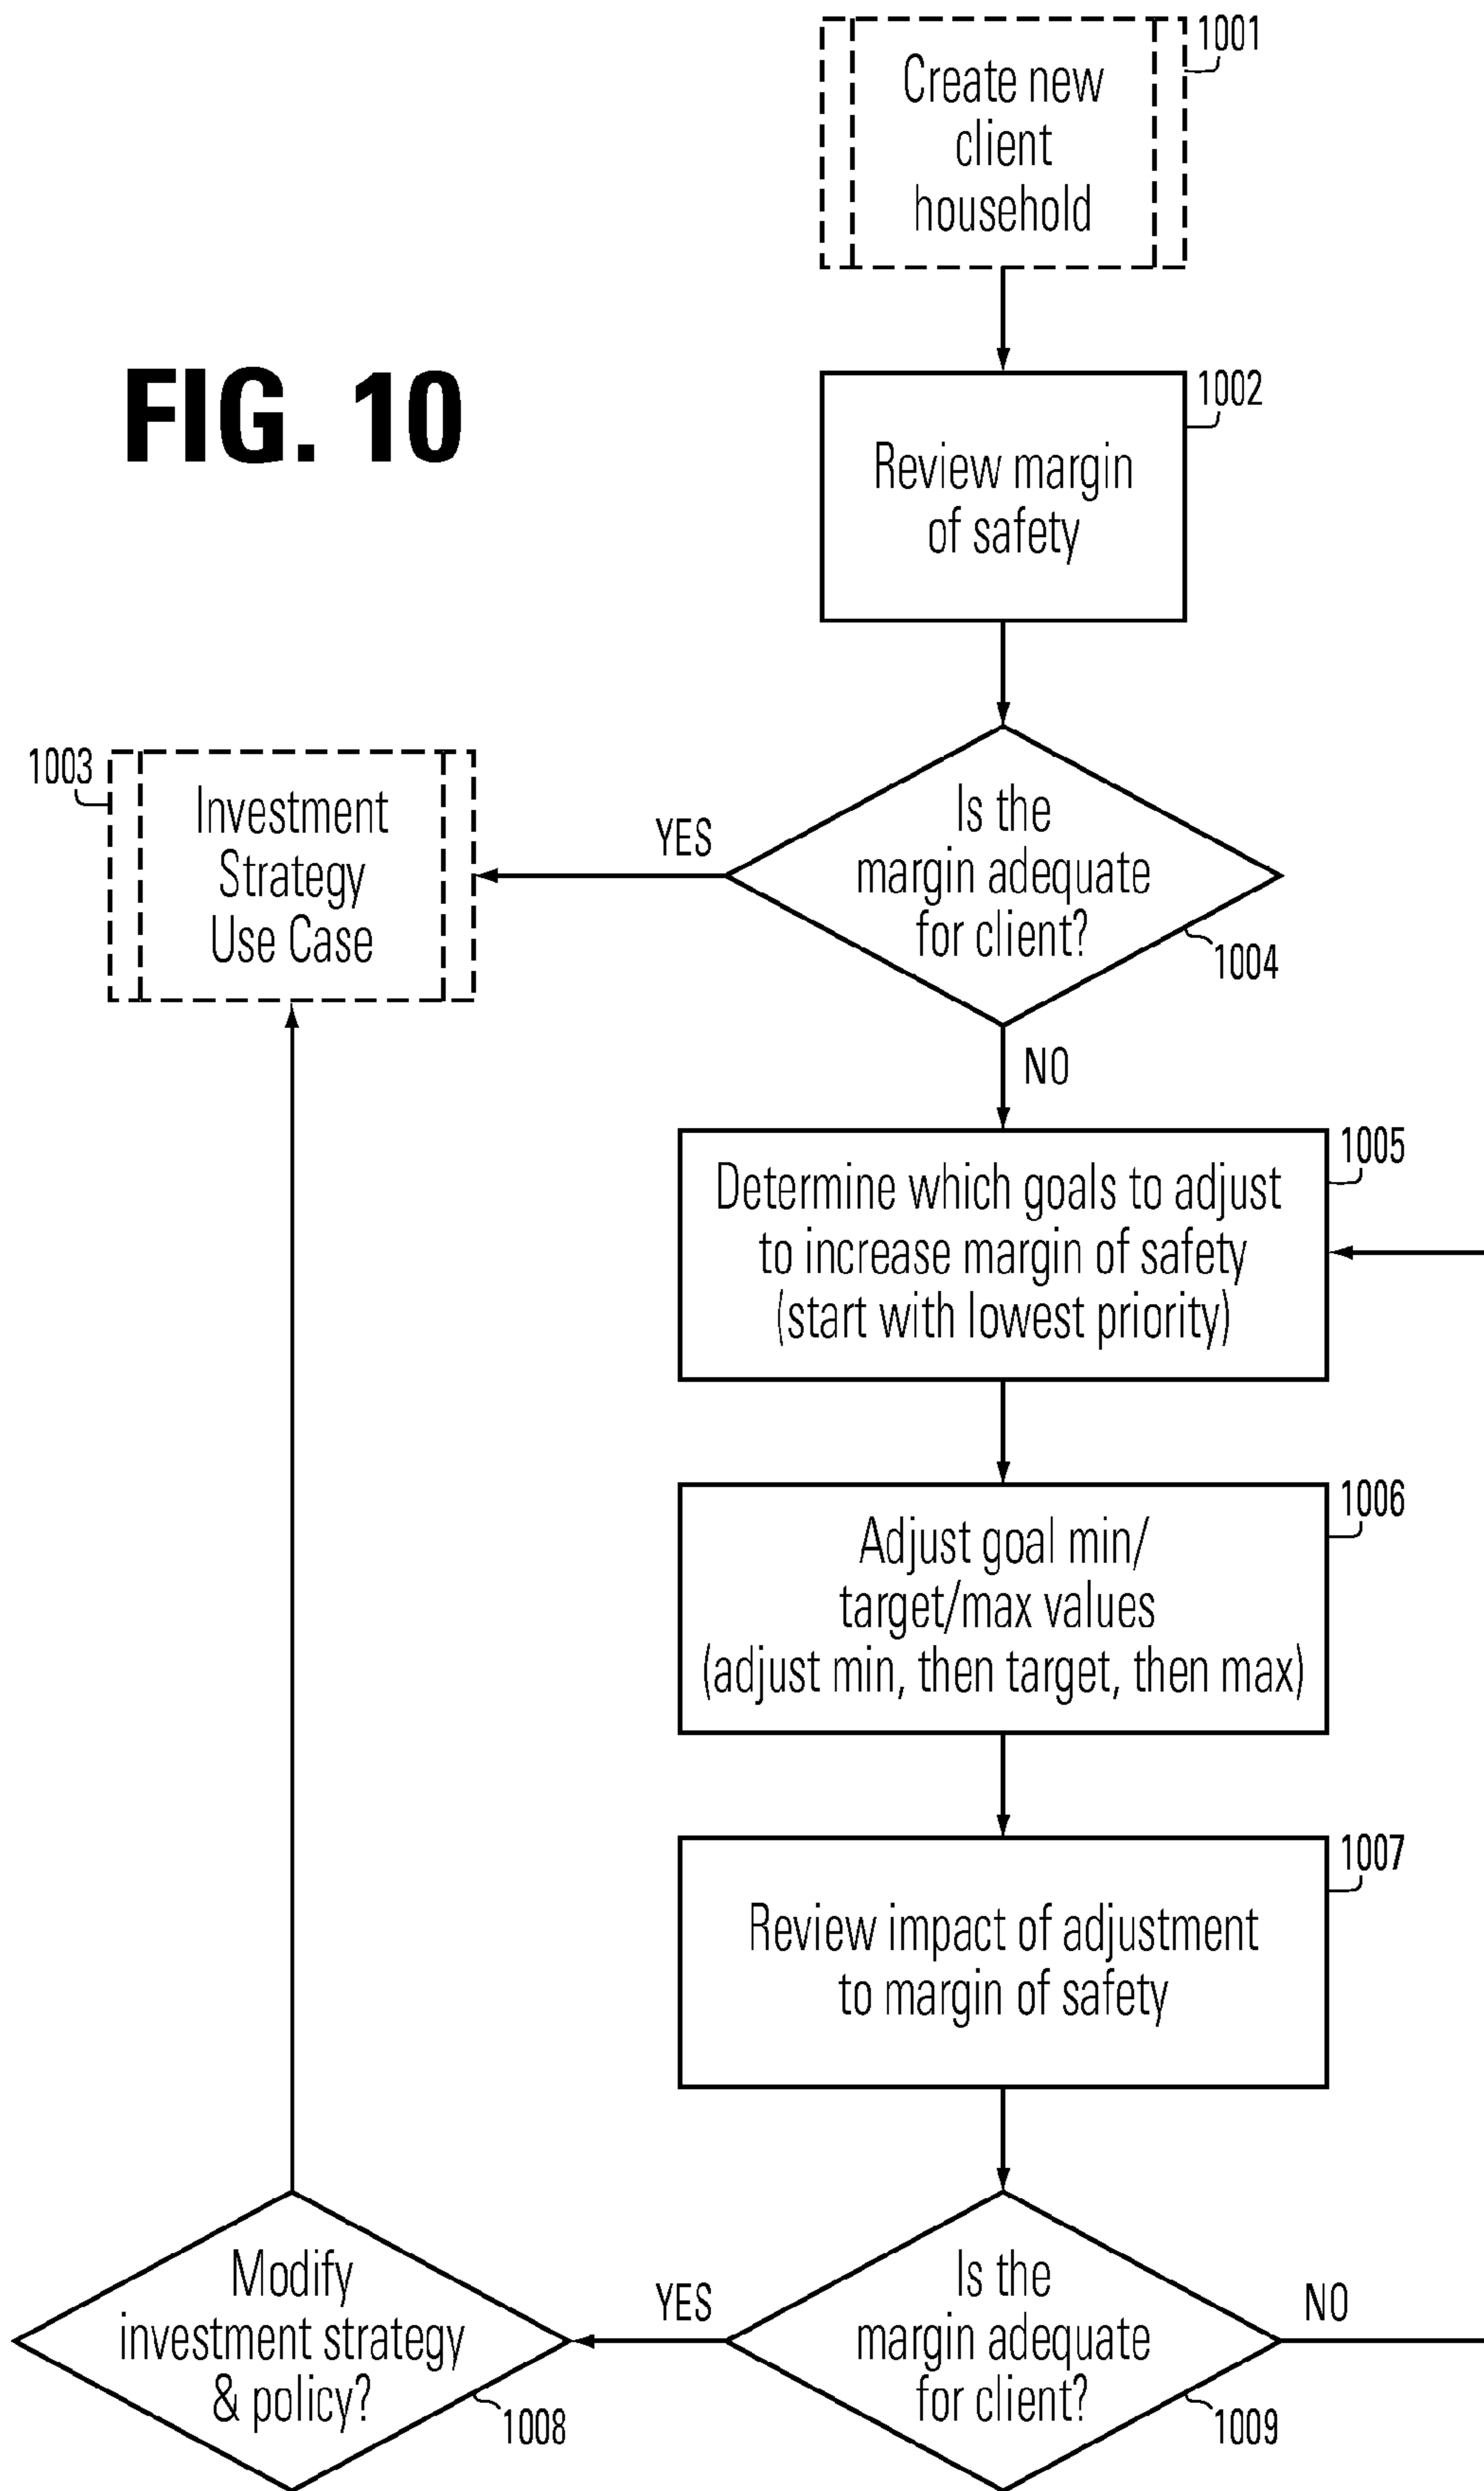 1001
Create new
client
household
FIG. 10
1002
Review margin
of safety
1003
Investment
Strategy
Use Case
YES
Is the
margin adequate
for client?
1004
NO
1005
Determine which goals to adjust
to increase margin of safety
(start with lowest priority)
1006
Adjust goal min/
target/max values
(adjust min, then target, then max)
1007
Review impact of adjustment
to margin of safety
Modify
investment strategy
& policy?
1008
YES
Is the
margin adequate
for client?
1009
NO